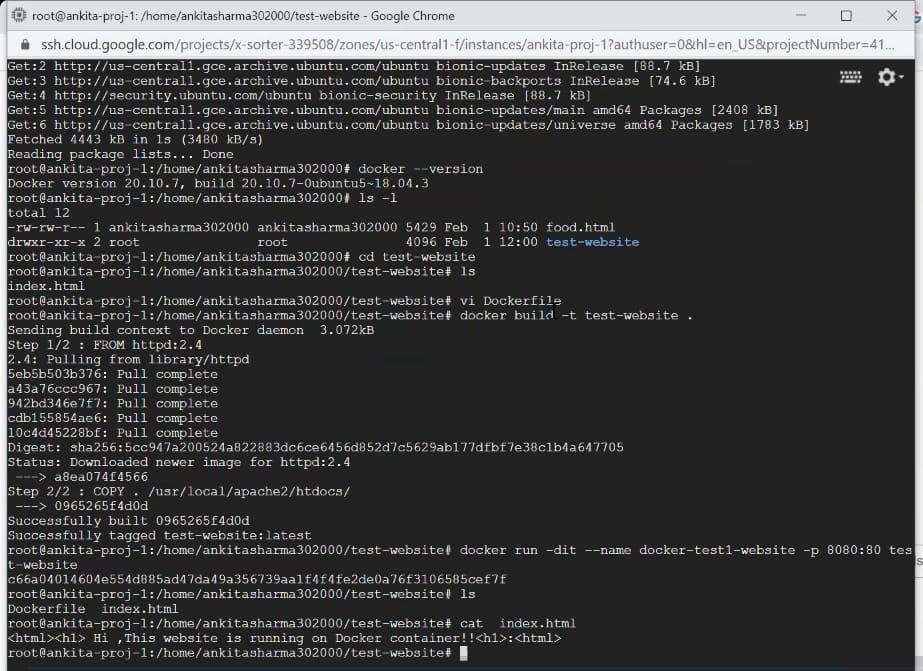 root@ankita-proj-1: /home/ankitasharma302000/test-website - Google Chrome
ssh.cloud.google.com/projects/x-sorter-339508/zones/us-central1-f/instances/ankita-proj-1?authuser=0&hl=en_US&projectNumber=41...
Get:2 http://us-central1.gce.archive.ubuntu.com/ubuntu bionic-updates InRelease [88.7 kB]
Get:3 http://us-central1.gce.archive.ubuntu.com/ubuntu bionic-backports InRelease [74.6 kB]
Get:4 http://security.ubuntu.com/ubuntu bionic-security InRelease [88.7 kB]
Get:5 http://us-central1.gce.archive.ubuntu.com/ubuntu bionic-updates/main amd64 Packages [2408 kB]
Get:6 http://us-central1.gce.archive.ubuntu.com/ubuntu bionic-updates/universe amd64 Packages [1783 kB]
Fetched 4443 kB in 1s (3480 kB/s)
Reading package lists... Done
root@ankita-proj-1:/home/ankitasharma302000# docker --version
Docker version 20.10.7, build 20.10.7-0ubuntu5~18.04.3
root@ankita-proj-1:/home/ankitasharma302000# ls -l
total 12
-rw-rw-r-- 1 ankitasharma302000 ankitasharma302000 5429 Feb  1 10:50 food.html
drwxr-xr-x 2 root               root               4096 Feb  1 12:00 test-website
root@ankita-proj-1:/home/ankitasharma302000# cd test-website
root@ankita-proj-1:/home/ankitasharma302000/test-website# ls
index.html
root@ankita-proj-1:/home/ankitasharma302000/test-website# vi Dockerfile
root@ankita-proj-1:/home/ankitasharma302000/test-website# docker build -t test-website .
Sending build context to Docker daemon  3.072kB
Step 1/2 : FROM httpd:2.4
2.4: Pulling from library/httpd
5eb5b503b376: Pull complete
a43a76ccc967: Pull complete
942bd346e7f7: Pull complete
cdb155854ae6: Pull complete
10c4d45228bf: Pull complete
Digest: sha256:5cc947a200524a822883dc6ce6456d852d7c5629ab177dfbf7e38c1b4a647705
Status: Downloaded newer image for httpd:2.4
 ---> a8ea074f4566
Step 2/2 : COPY . /usr/local/apache2/htdocs/
 ---> 0965265f4d0d
Successfully built 0965265f4d0d
Successfully tagged test-website:latest
root@ankita-proj-1:/home/ankitasharma302000/test-website# docker run -dit --name docker-test1-website -p 8080:80 tes
t-website
c66a04014604e554d885ad47da49a356739aa1f4f4fe2de0a76f3106585cef7f
root@ankita-proj-1:/home/ankitasharma302000/test-website# ls
Dockerfile  index.html
root@ankita-proj-1:/home/ankitasharma302000/test-website# cat  index.html
<html><h1> Hi ,This website is running on Docker container!!<h1>:<html>
root@ankita-proj-1:/home/ankitasharma302000/test-website#